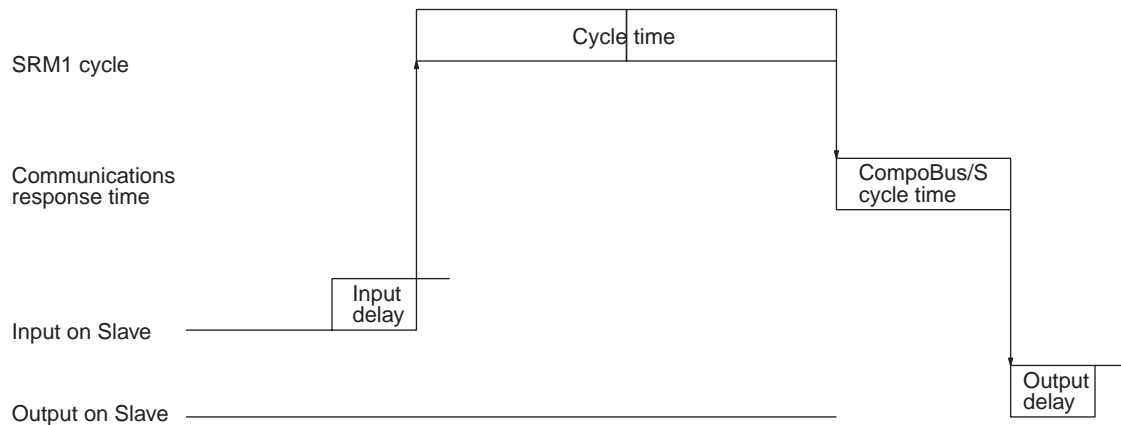 Cycle time
SRM1 cycle
Communications
response time
CompoBus/S
cycle time
Input
delay
Input on Slave
Output
delay
Output on Slave